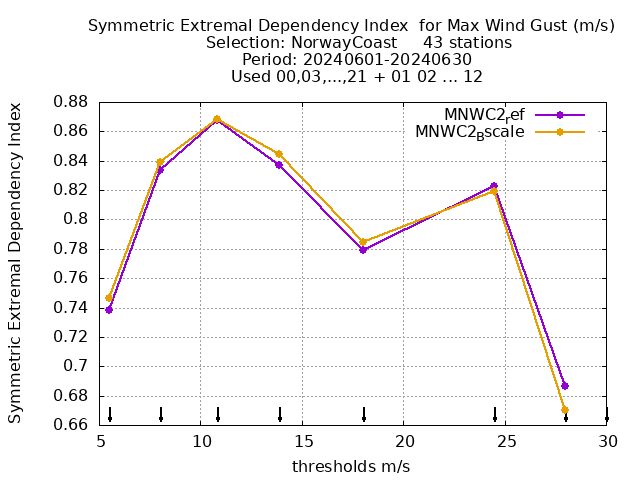 Symmetric Extremal Dependency Index  for Max Wind Gust (m/s)
Selection: NorwayCoast     43 stations
Period: 20240601-20240630
Used 00,03,...,21 + 01 02 ... 12
Symmetric Extremal Dependency Index
0.88
0.86
0.84
0.82
0.8
0.78
0.76
0.74
0.72
0.7
0.68
0.66
MNWC2ref
MNWC2Bscale
5
10
15
20
25
30
thresholds m/s